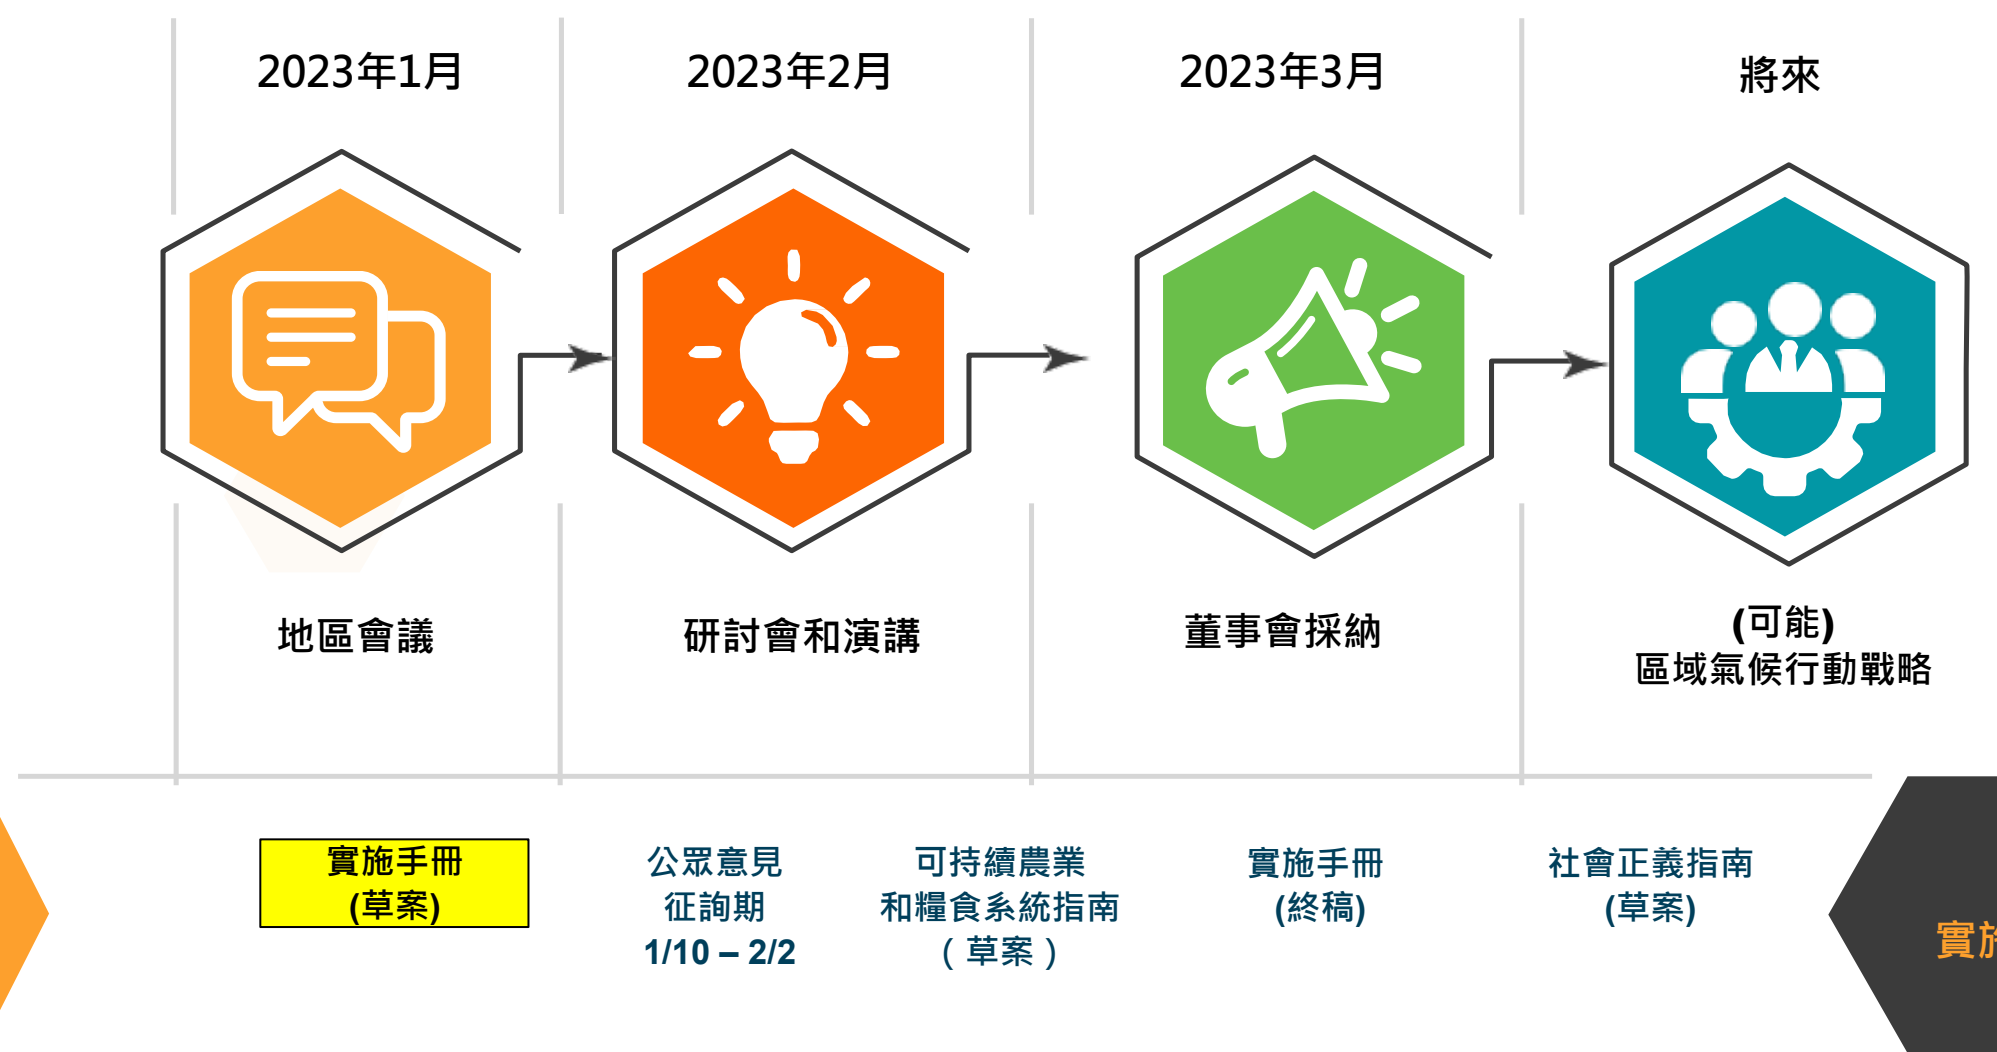 2023年1月
2023年2月
2023年3月
將來
地區會議
研討會和演講
董事會採納
(可能)
區域氣候行動戰略
實施手冊
(草案)
公眾意見
征詢期
1/10 – 2/2
可持續農業
和糧食系統指南
（草案）
實施手冊
(終稿)
社會正義指南
(草案)
實